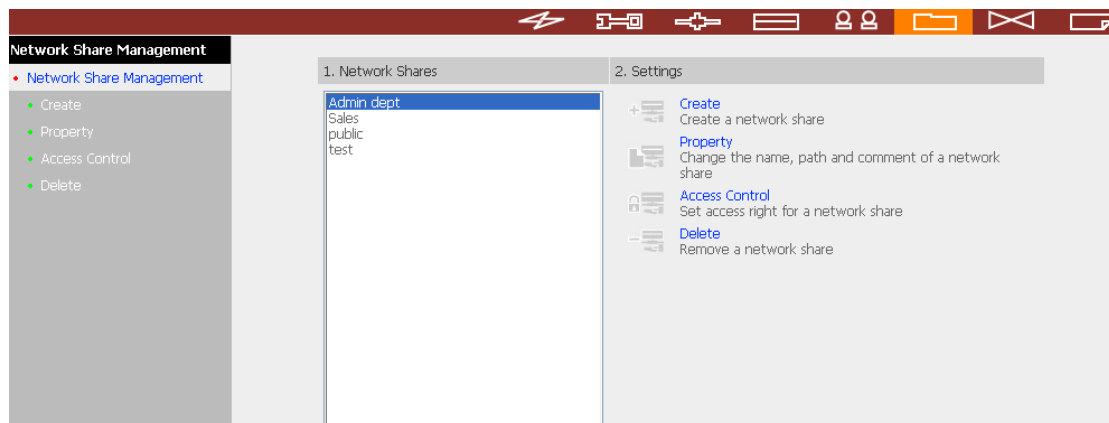 Network Share Management
Network Share Management
Create
Property
Access Control
Delete
1. Network Shares
Admin dept
Sales
public
test
2. Settings
Create
Create a network share
Property
Change the name, path and comment of a network
share
Access Control
Set access right for a network share
Delete
Remove a network share